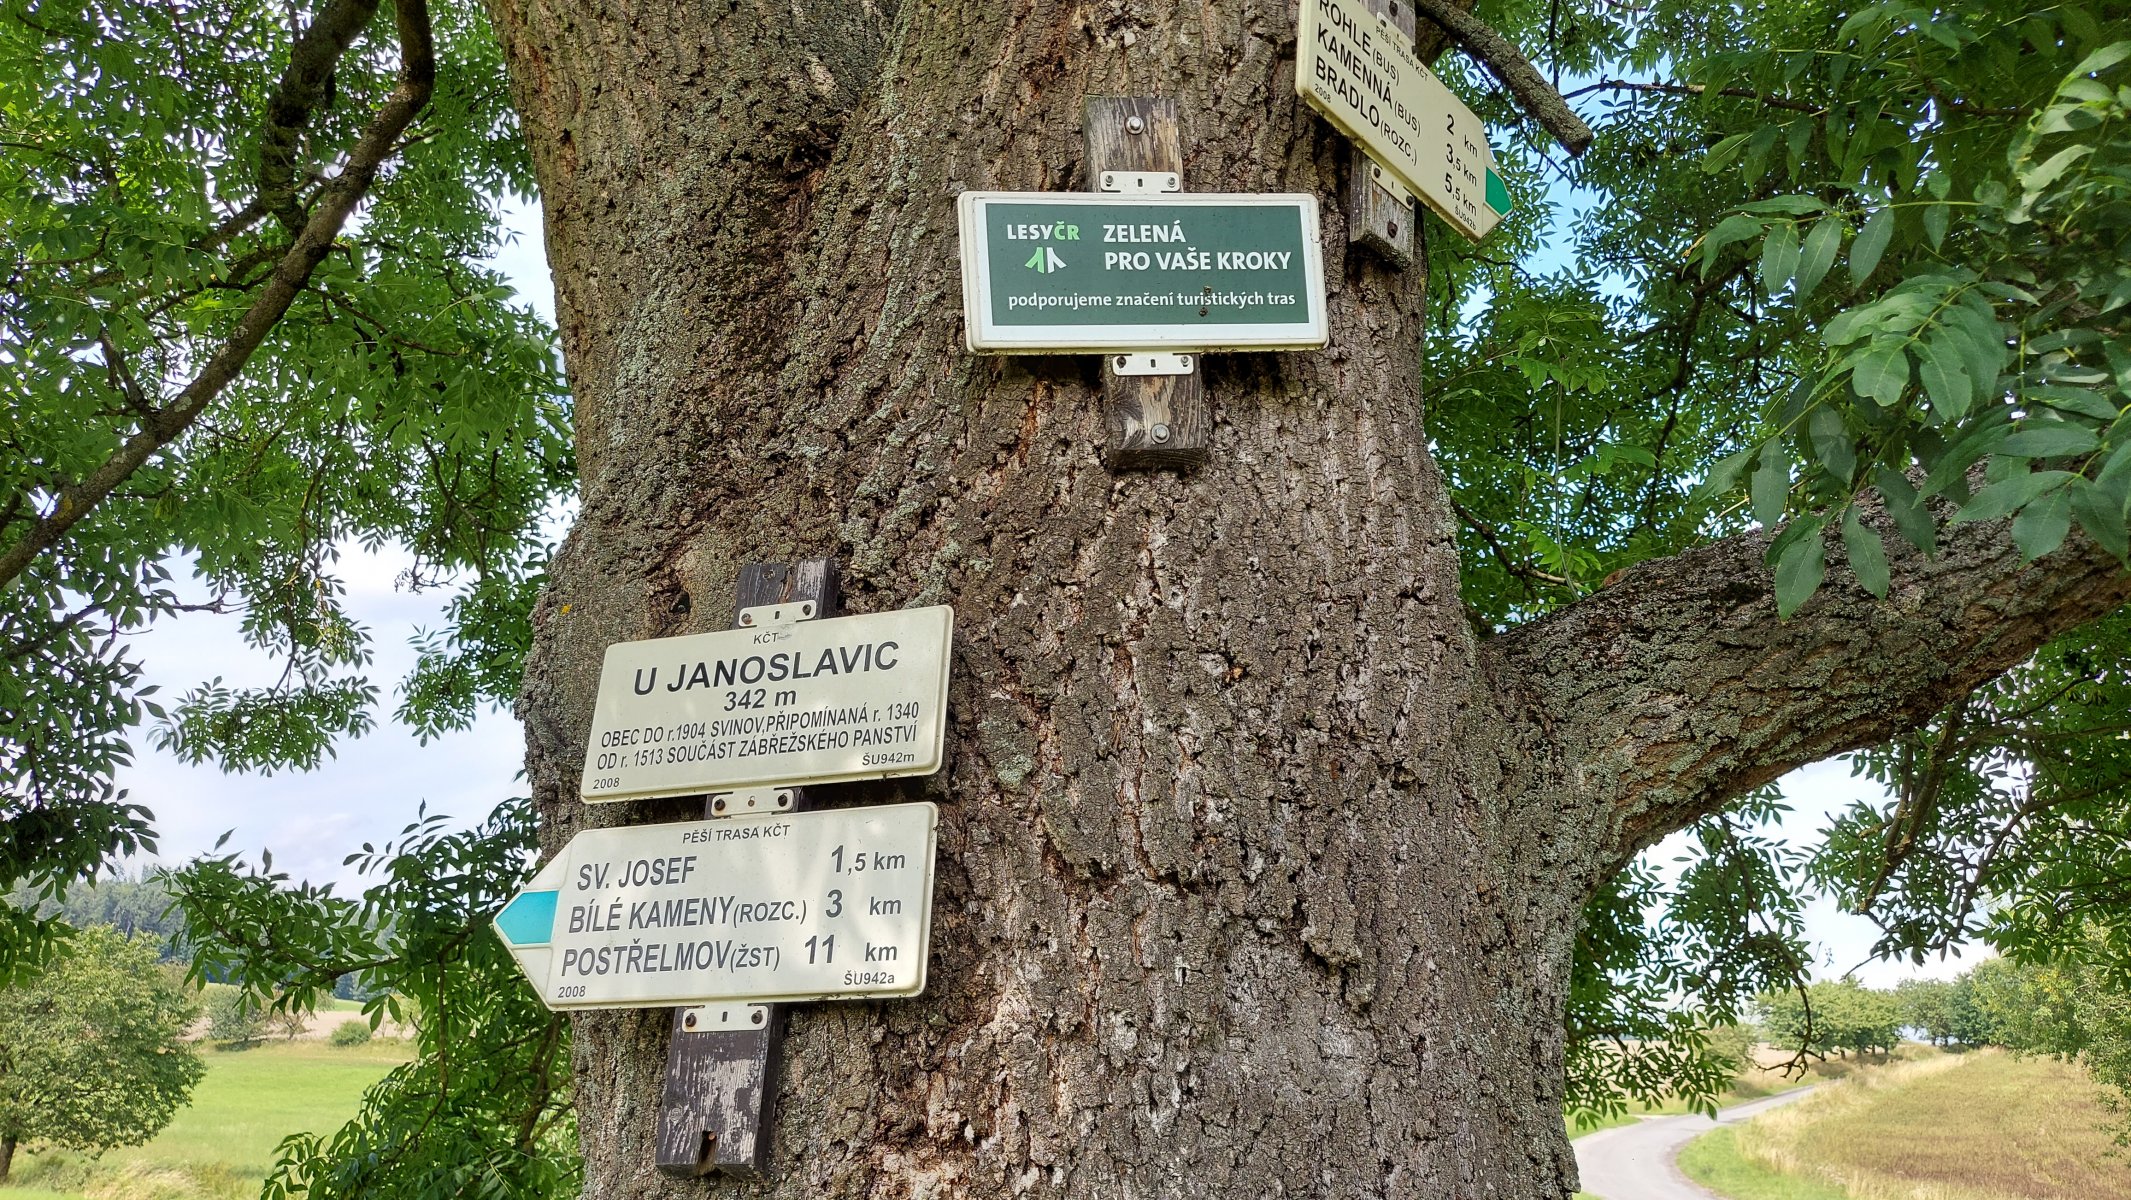 ROHLE(BUS)
PĚŠÍ TRASA KČT
KAMENNÁ(BUS)
BRADLO(ROZC.)
2 km
3,5 km
5,5 km
2008
ŠU942b
LESYČR
ZELENÁ
PRO VAŠE KROKY
podporujeme značení turistických tras
KČT
U JANOSLAVIC
342 m
OBEC DO r.1904 SVINOV,PŘIPOMÍNANÁ r. 1340
OD r. 1513 SOUČÁST ZÁBŘEŽSKÉHO PANSTVÍ
2008 ŠU942m
PĚŠÍ TRASA KČT
SV. JOSEF 1,5 km
BÍLÉ KAMENY(ROZC.) 3 km
POSTŘELMOV(ŽST) 11 km
2008 ŠU942a